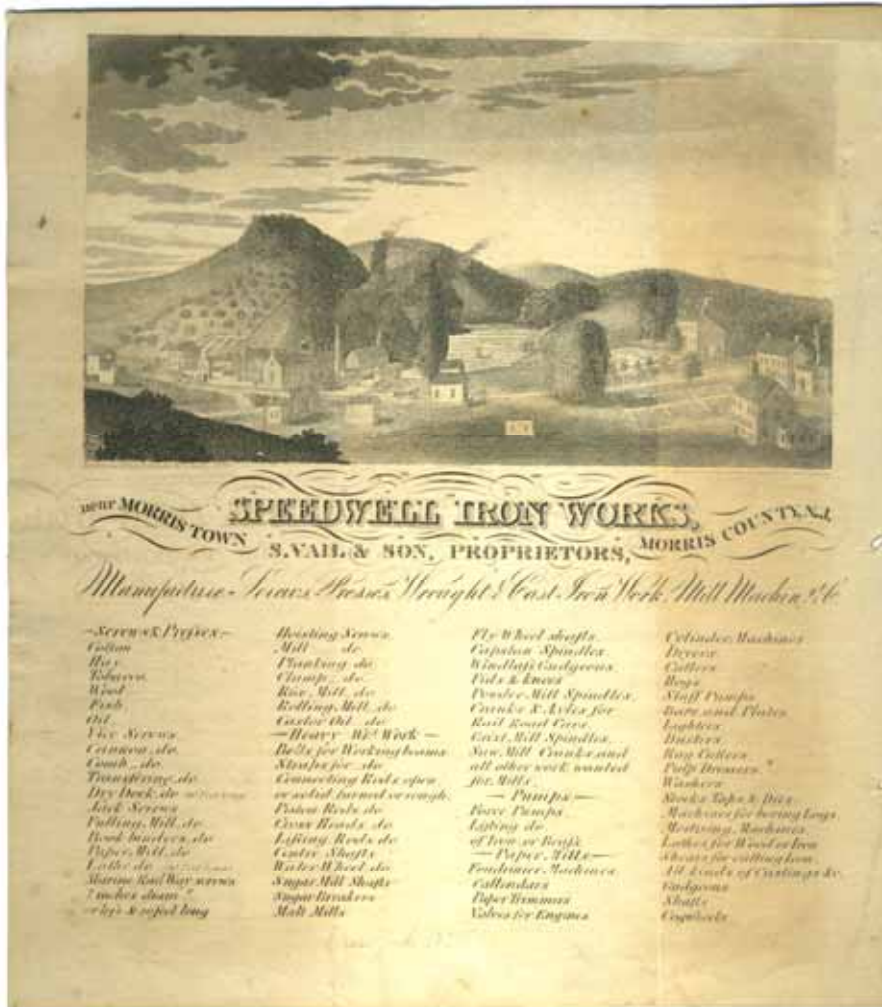 near MORRIS TOWN
SPEEDWELL IRON WORKS,
MORRIS COUNTY, N.J.
S. VAIL & SON, PROPRIETORS,
Manufacture Screws, Presses, Wrought & Cast Iron Work, Mill Machin. &c.
Screws & Presses
Cotton
Hay
Tobacco
Wood
Fish
Oil
Vice Screws
Cannon do
Comb do
Transfering do
Dry Dock do
Jack Screws
Fulling Mill do
Book binders do
Paper Mill do
Lathe do
Marine Rail Way screws
7 inches diam.
long
Hoisting Screws
Mill do
Planking do
Clamp do
Rice Mill do
Rolling Mill do
Castor Oil do
Heavy Wt. Work
Bolts for Working beams
Straps for do
Connecting Rods open
or solid, turned or rough.
Piston Rods do
Cross Heads do
Lifting Rods do
Centre Shafts
Water Wheel do
Sugar Mill Shafts
Sugar Breakers
Malt Mills
Fly Wheel shafts
Capstan Spindles
Windlass Gudgeons
& knees
Powder Mill Spindles
Cranks & Axles for
Rail Road Cars.
Grist Mill Spindles
Saw Mill Cranks and
all other work wanted
for Mills.
Pumps
Force Pumps
Lifting do
of Iron or Brass
Paper Mills
Fourdrinier Machines
Callendars
Paper Trimmers
Valves for Engines
Cylinder Machines
Dryers
Cutters
Hogs
Stuff Pumps
Bars and Plates
Lighters
Dusters
Rag Cutters
Pulp Dressers
Washers
Stocks Taps & Dies
Machines for boring Logs
Mortising Machines
Lathes for Wood or Iron
Shears for cutting Iron
All kinds of Castings &c.
Gudgeons
Shafts
Cogwheels